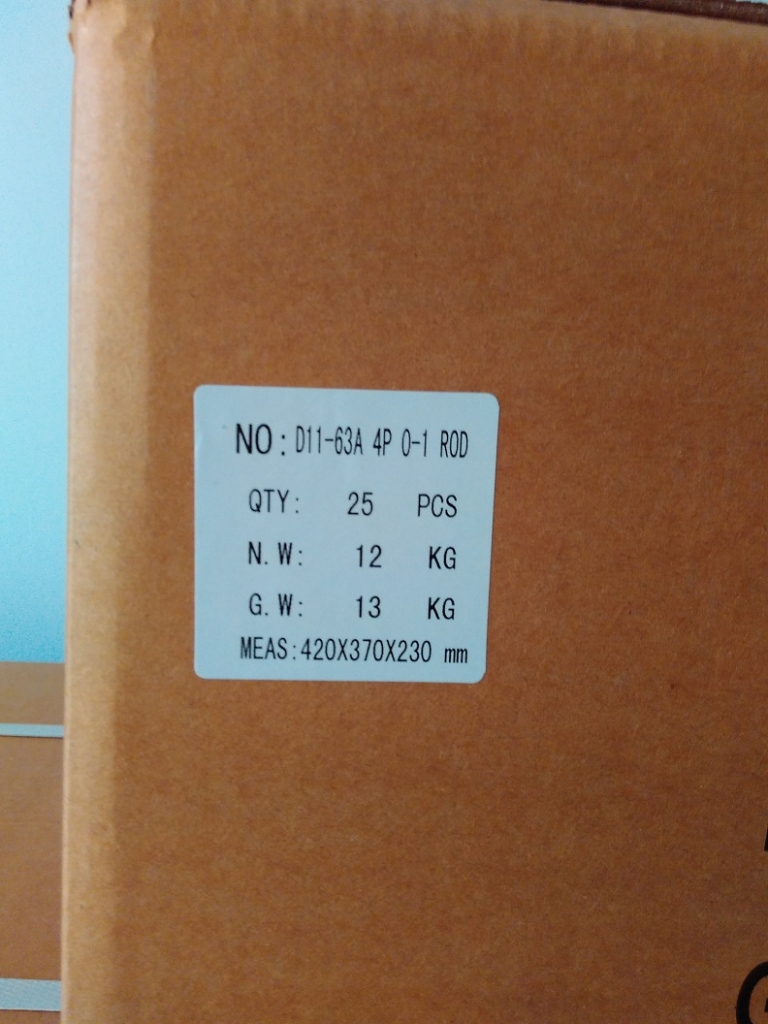 NO: D11-63A 4P 0-1 ROD
QTY: 25 PCS
N.W: 12 KG
G.W: 13 KG
MEAS:420X370X230 mm